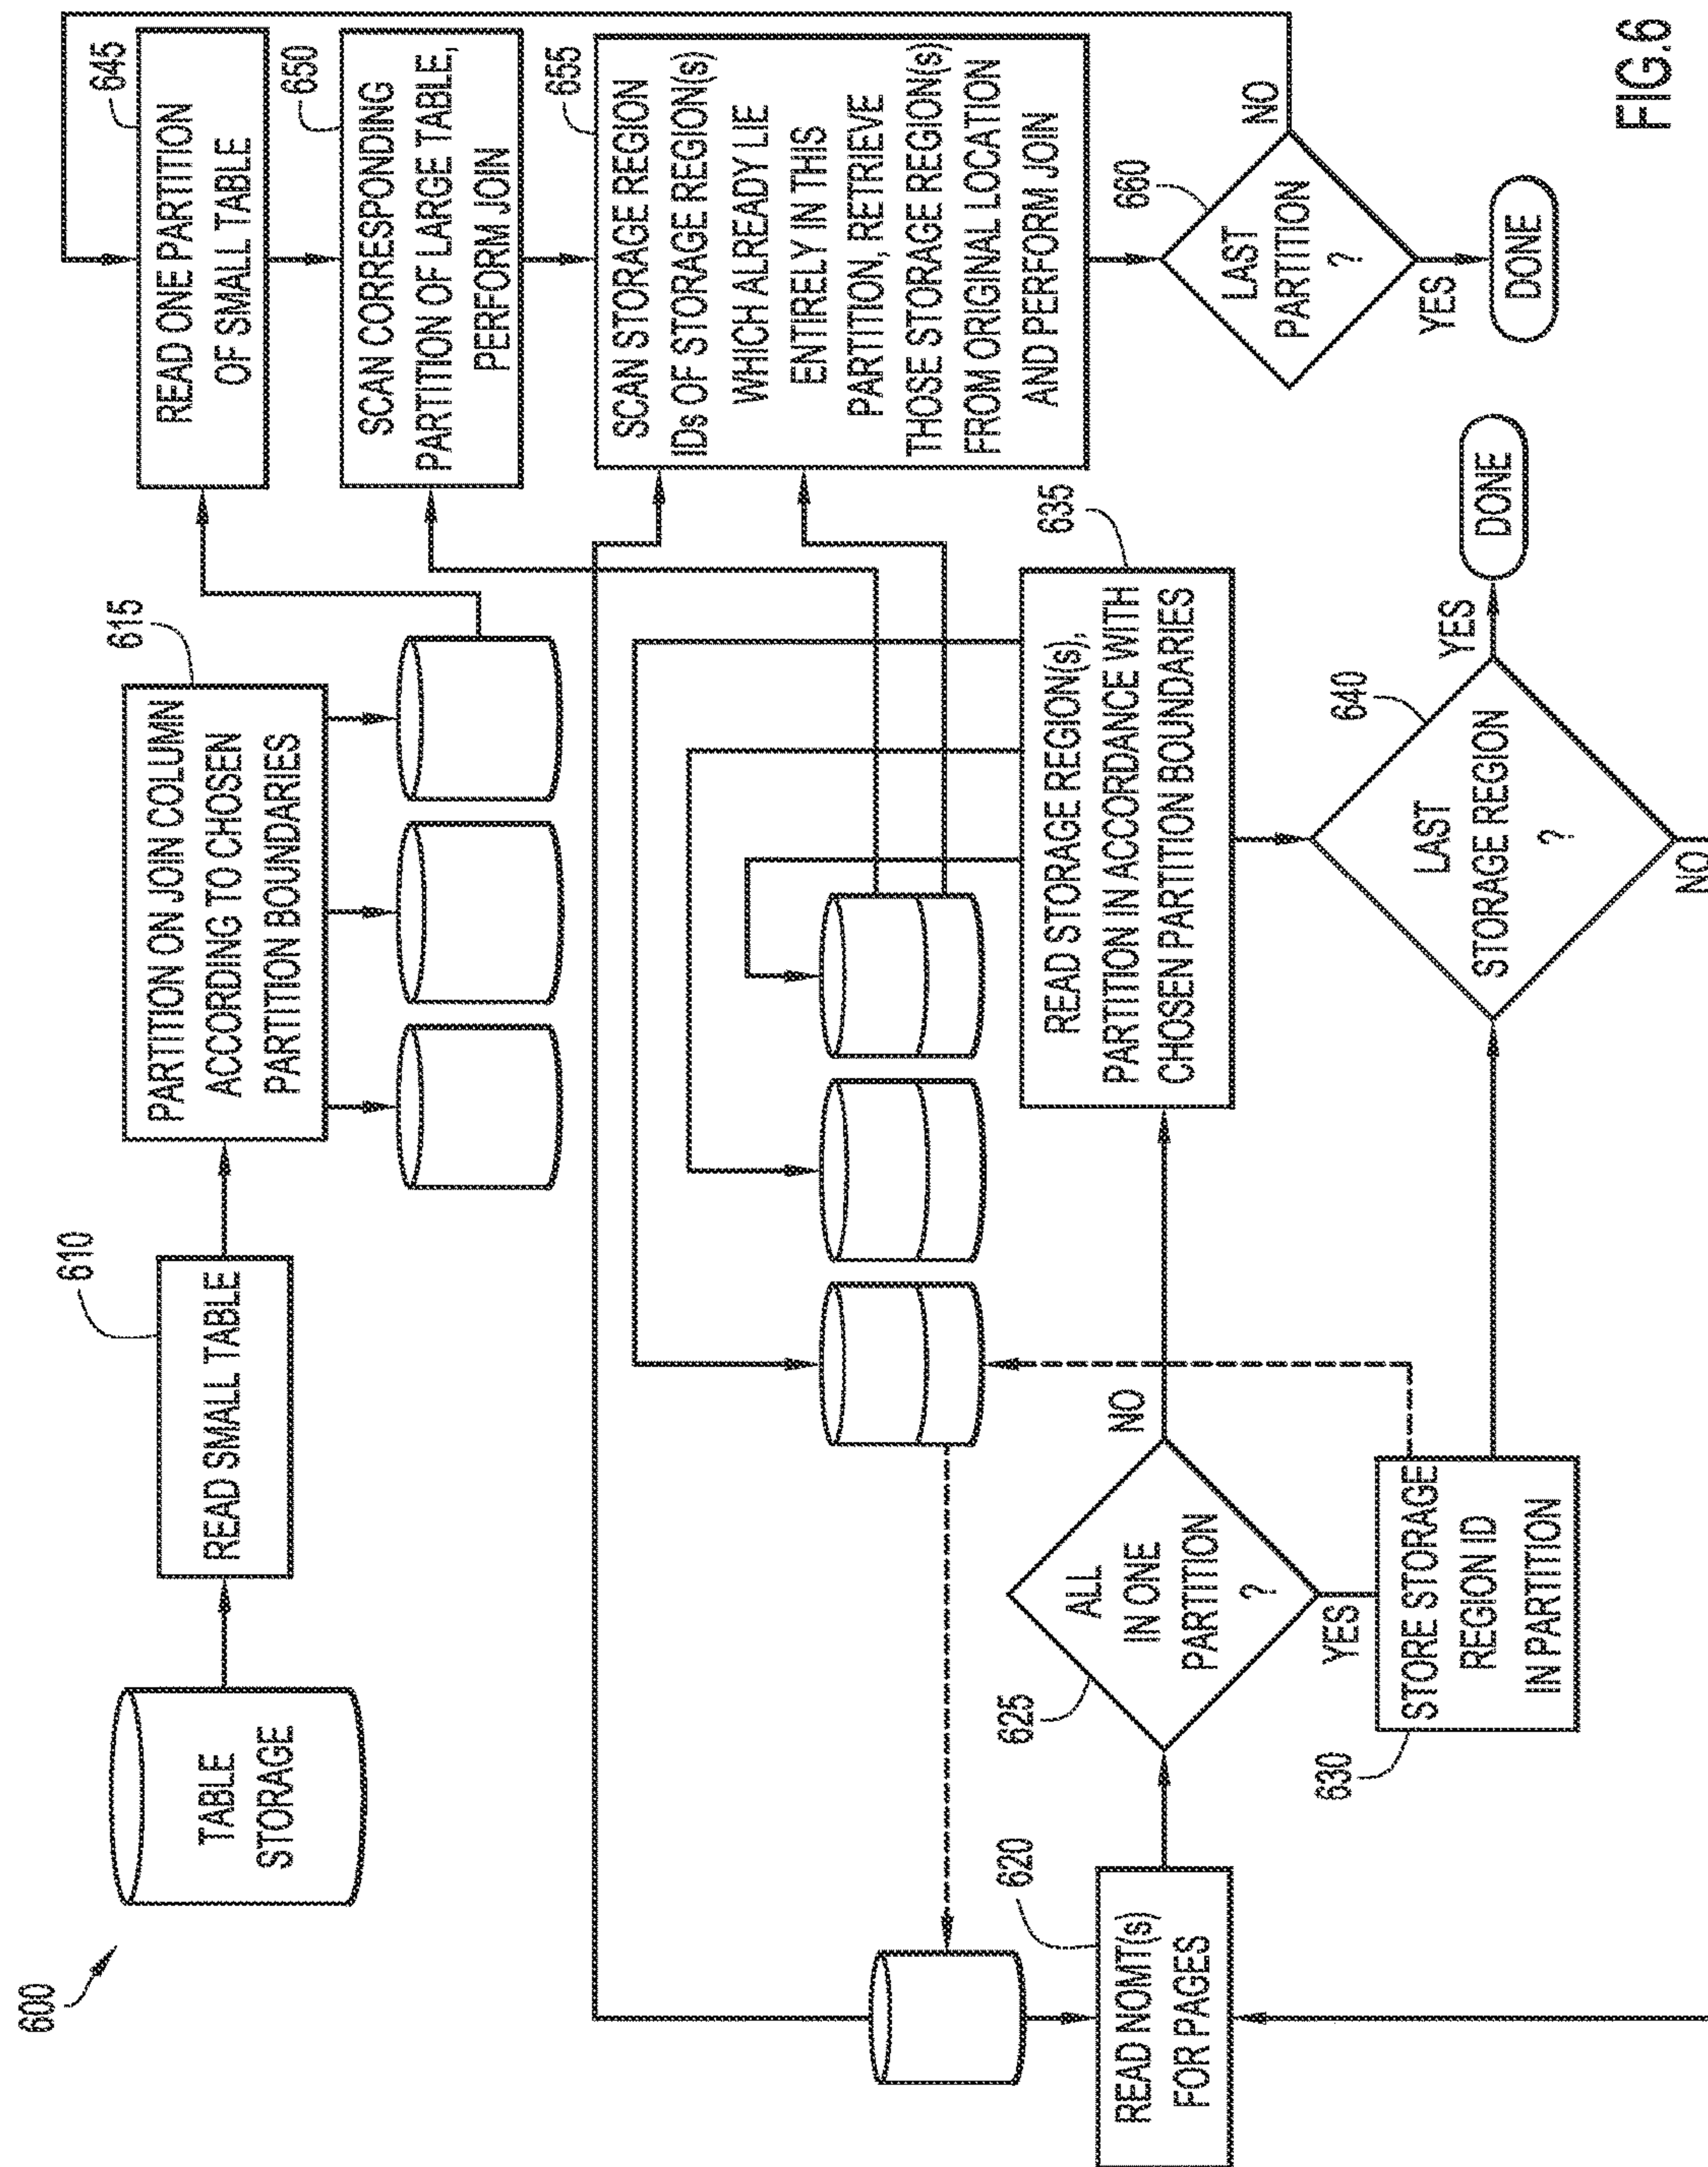 600
TABLE
STORAGE
610
READ SMALL TABLE
615
PARTITION ON JOIN COLUMN
ACCORDING TO CHOSEN
PARTITION BOUNDARIES
645
READ ONE PARTITION
OF SMALL TABLE
650
SCAN CORRESPONDING
PARTITION OF LARGE TABLE,
PERFORM JOIN
655
SCAN STORAGE REGION
IDs OF STORAGE REGION(s)
WHICH ALREADY LIE
ENTIRELY IN THIS
PARTITION, RETRIEVE
THOSE STORAGE REGION(s)
FROM ORIGINAL LOCATION
AND PERFORM JOIN
660
LAST
PARTITION
?
NO
YES
DONE
620
READ NOMT(s)
FOR PAGES
625
ALL
IN ONE
PARTITION
?
NO
YES
630
STORE STORAGE
REGION ID
IN PARTITION
635
READ STORAGE REGION(s),
PARTITION IN ACCORDANCE WITH
CHOSEN PARTITION BOUNDARIES
640
LAST
STORAGE REGION
?
YES
DONE
NO
FIG.6